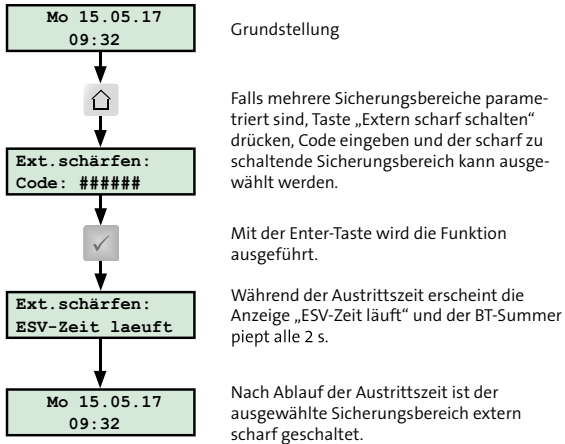 Mo 15.05.17
09:32
Grundstellung
Falls mehrere Sicherungsbereiche parame-
triert sind, Taste „Extern scharf schalten“
drücken, Code eingeben und der scharf zu
schaltende Sicherungsbereich kann ausge-
wählt werden.
Ext.schärfen:
Code: ######
Mit der Enter-Taste wird die Funktion
ausgeführt.
Ext.schärfen:
ESV-Zeit laeuft
Während der Austrittszeit erscheint die
Anzeige „ESV-Zeit läuft“ und der BT-Summer
piept alle 2 s.
Mo 15.05.17
09:32
Nach Ablauf der Austrittszeit ist der
ausgewählte Sicherungsbereich extern
scharf geschaltet.